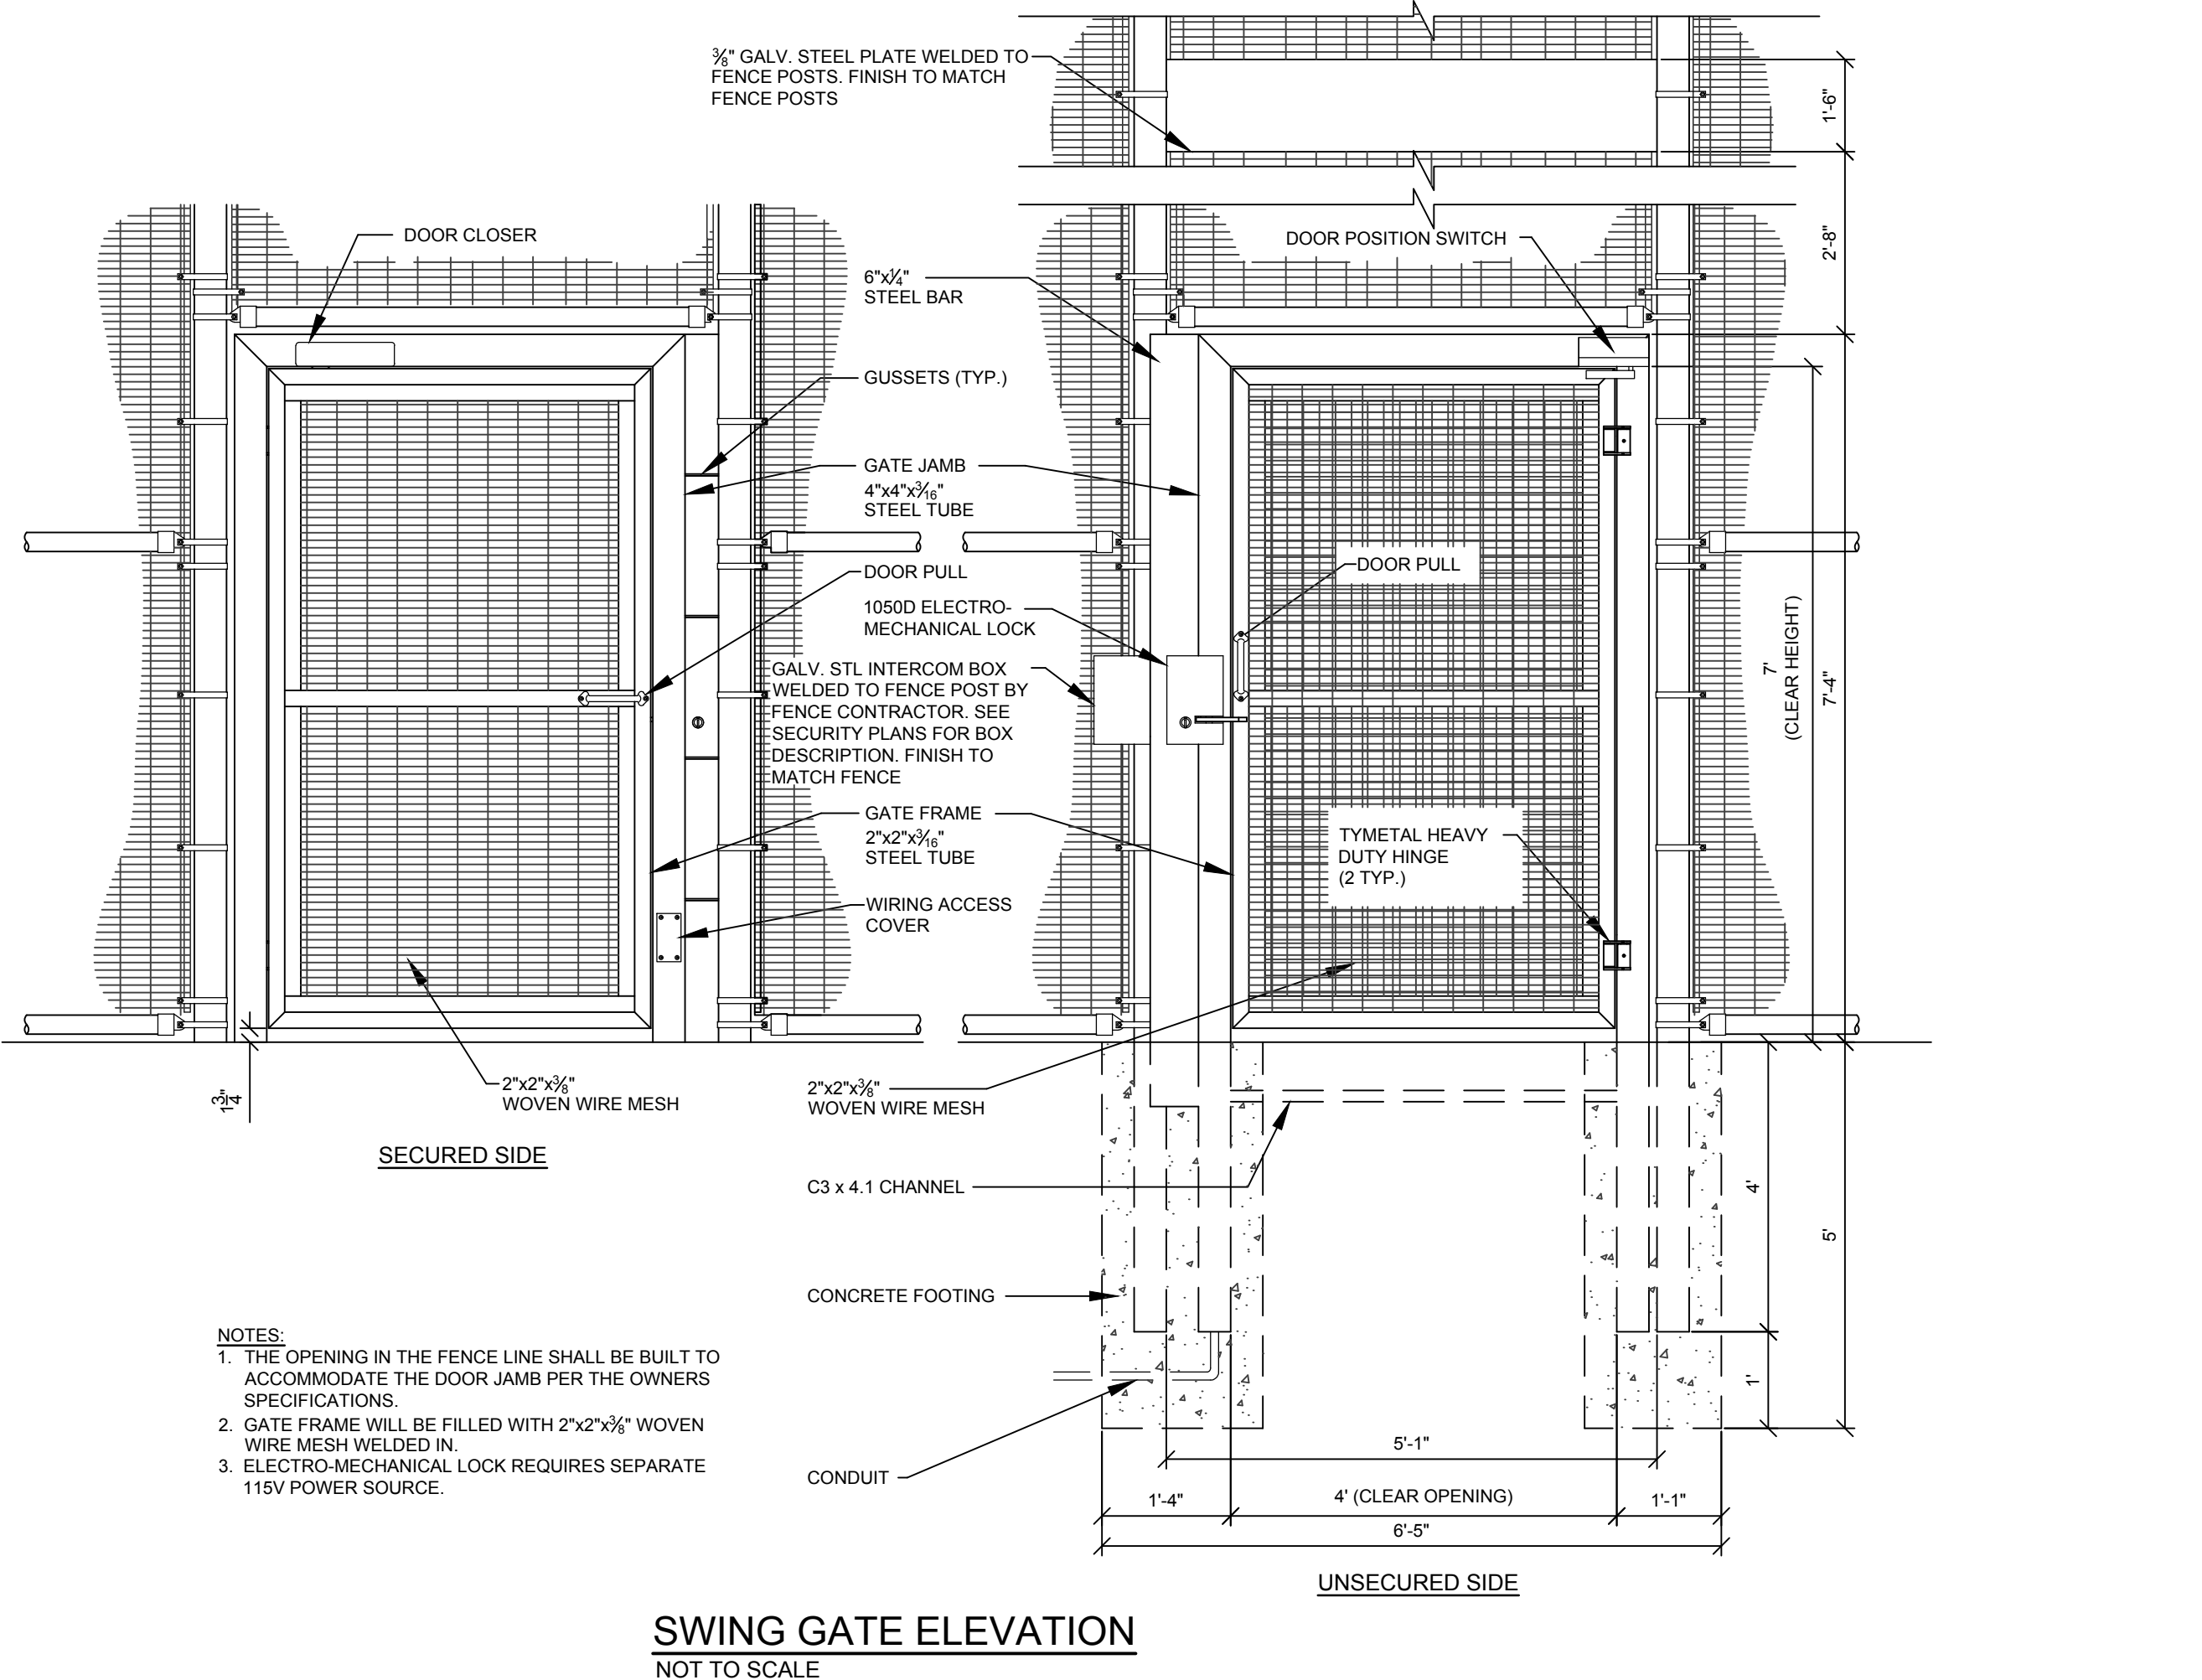 ⅜" GALV. STEEL PLATE WELDED TO
FENCE POSTS. FINISH TO MATCH
FENCE POSTS
1'-6"
DOOR CLOSER
DOOR POSITION SWITCH
2'-8"
6"x¼"
STEEL BAR
GUSSETS (TYP.)
GATE JAMB
4"x4"x3⁄16"
STEEL TUBE
DOOR PULL
DOOR PULL
1050D ELECTRO-
MECHANICAL LOCK
7'
(CLEAR HEIGHT)
7'-4"
GALV. STL INTERCOM BOX
WELDED TO FENCE POST BY
FENCE CONTRACTOR. SEE
SECURITY PLANS FOR BOX
DESCRIPTION. FINISH TO
MATCH FENCE
GATE FRAME
2"x2"x3⁄16"
STEEL TUBE
TYMETAL HEAVY
DUTY HINGE
(2 TYP.)
WIRING ACCESS
COVER
1¾"
2"x2"x⅜"
WOVEN WIRE MESH
2"x2"x⅜"
WOVEN WIRE MESH
SECURED SIDE
C3 x 4.1 CHANNEL
4'
5'
CONCRETE FOOTING
NOTES:
1. THE OPENING IN THE FENCE LINE SHALL BE BUILT TO
ACCOMMODATE THE DOOR JAMB PER THE OWNERS
SPECIFICATIONS.
2. GATE FRAME WILL BE FILLED WITH 2"x2"x⅜" WOVEN
WIRE MESH WELDED IN.
3. ELECTRO-MECHANICAL LOCK REQUIRES SEPARATE
115V POWER SOURCE.
1'
CONDUIT
5'-1"
1'-4"
4' (CLEAR OPENING)
1'-1"
6'-5"
UNSECURED SIDE
SWING GATE ELEVATION
NOT TO SCALE